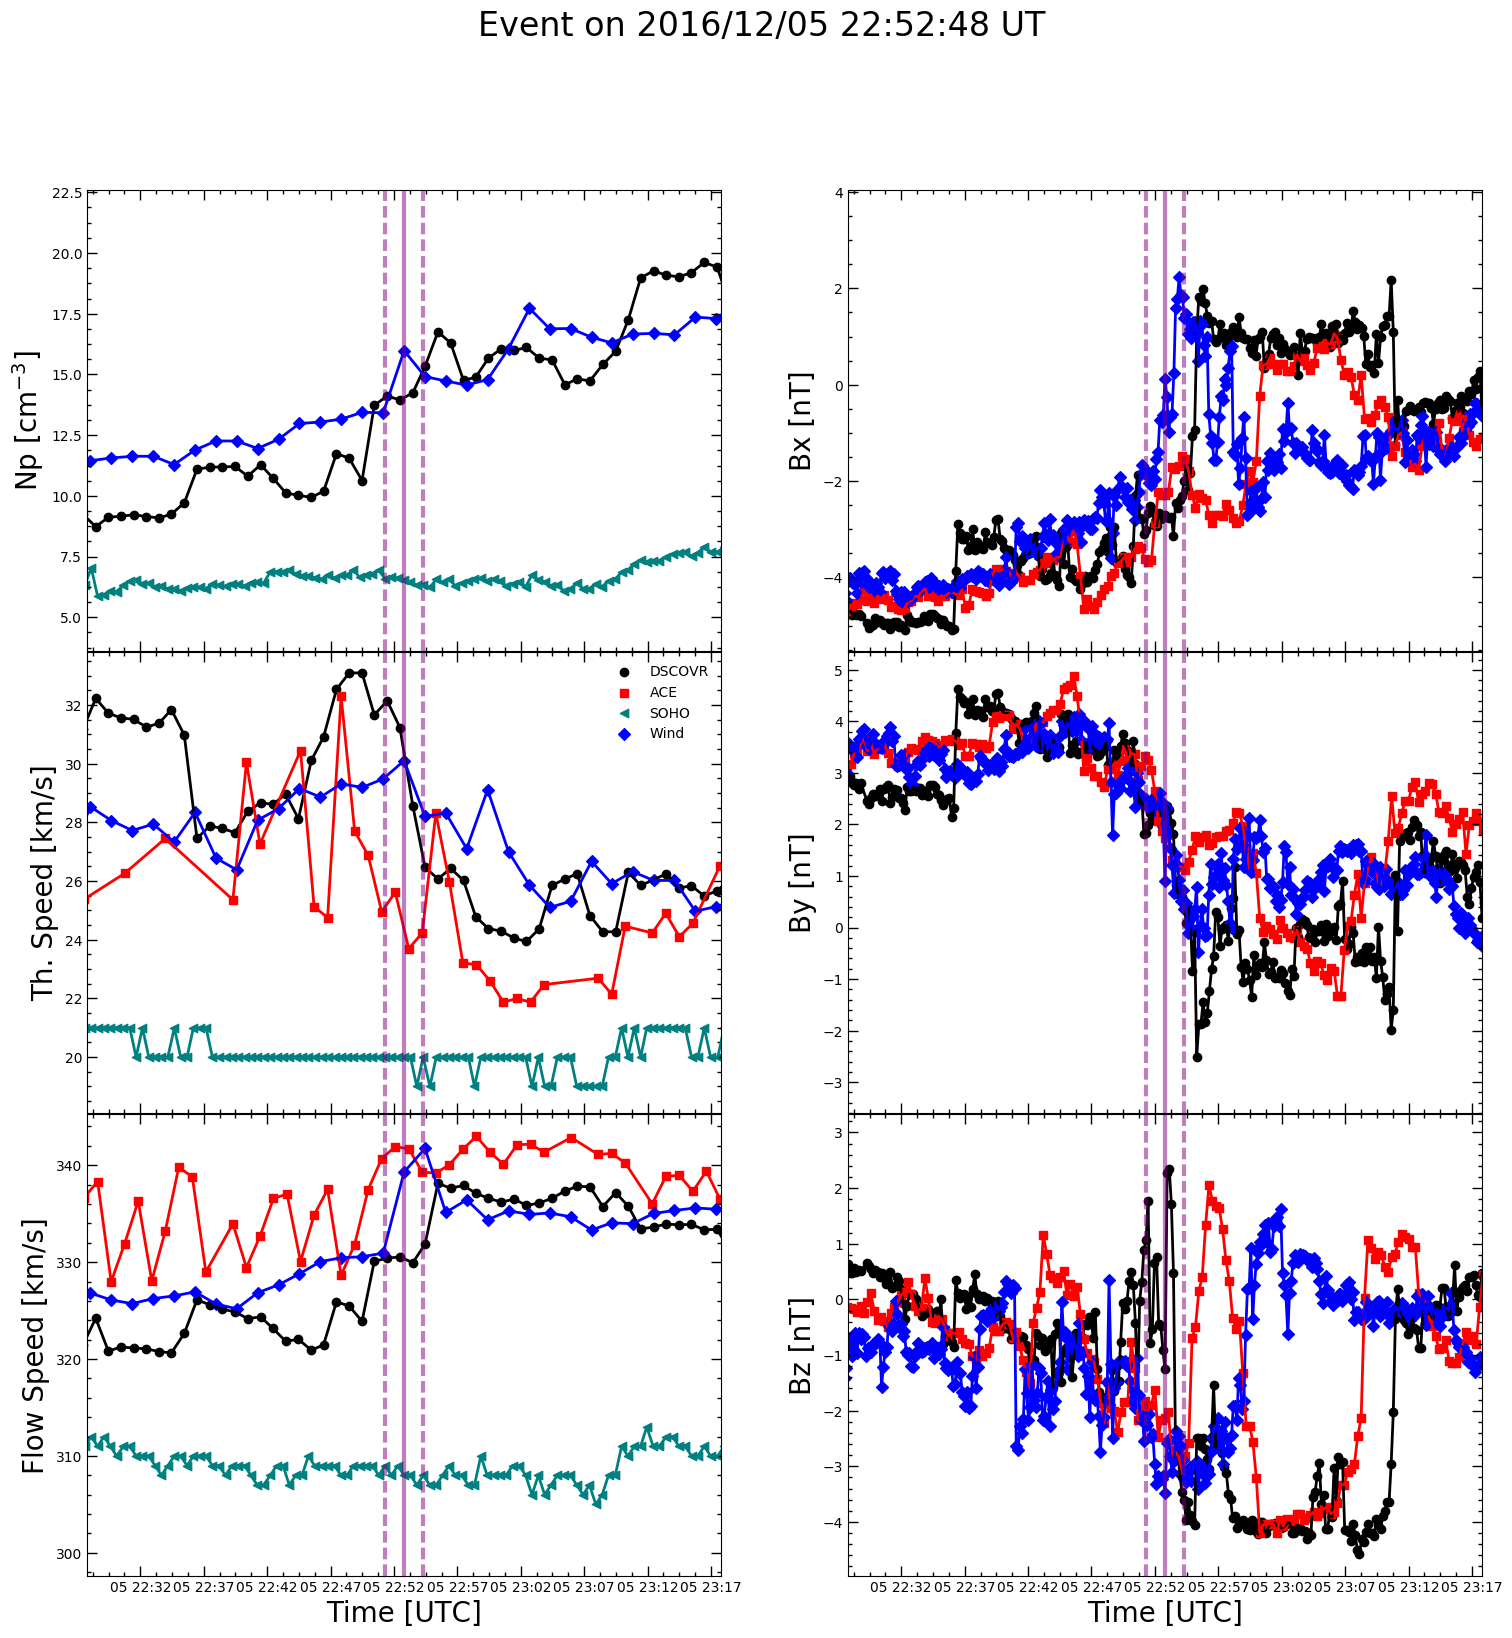 Event on 2016/12/05 22:52:48 UT
22.5
20.0
17.5
15.0
12.5
10.0
7.5
5.0
Np [cm⁻³]
DSCOVR
ACE
SOHO
Wind
32
30
28
26
24
22
20
Th. Speed [km/s]
340
330
320
310
300
Flow Speed [km/s]
05 22:32 05 22:37 05 22:42 05 22:47 05 22:52 05 22:57 05 23:02 05 23:07 05 23:12 05 23:17
Time [UTC]
4
2
0
−2
−4
Bx [nT]
5
4
3
2
1
0
−1
−2
−3
By [nT]
3
2
1
0
−1
−2
−3
−4
Bz [nT]
05 22:32 05 22:37 05 22:42 05 22:47 05 22:52 05 22:57 05 23:02 05 23:07 05 23:12 05 23:17
Time [UTC]